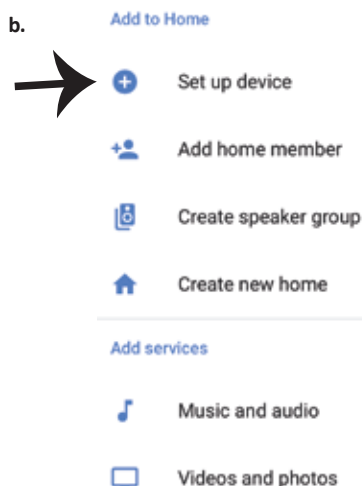 b.
Add to Home
Set up device
Add home member
Create speaker group
Create new home
Add services
Music and audio
Videos and photos